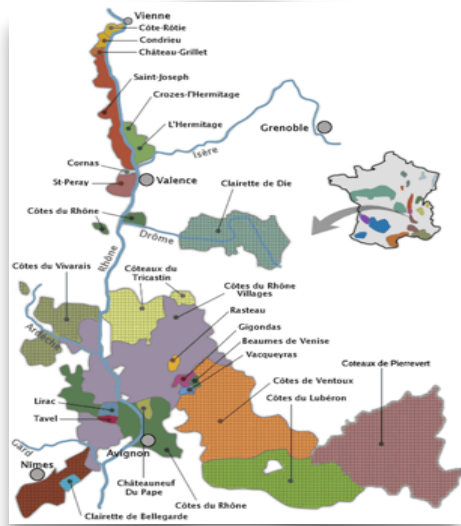 Vienne
Côte-Rôtie
Condrieu
Château-Grillet
Saint-Joseph
Crozes-l'Hermitage
L'Hermitage
Grenoble
Isère
Cornas
St-Peray
Valence
Clairette de Die
Côtes du Rhône
Drôme
Rhône
Côtes du Vivarais
Côteaux du
Tricastin
Côtes du Rhône
Villages
Rasteau
Gigondas
Beaumes de Venise
Vacqueyras
Ardèche
Coteaux de Pierrevert
Côtes de Ventoux
Côtes du Lubéron
Lirac
Tavel
Gard
Avignon
Nîmes
Châteauneuf
Du Pape
Côtes du Rhône
Clairette de Bellegarde